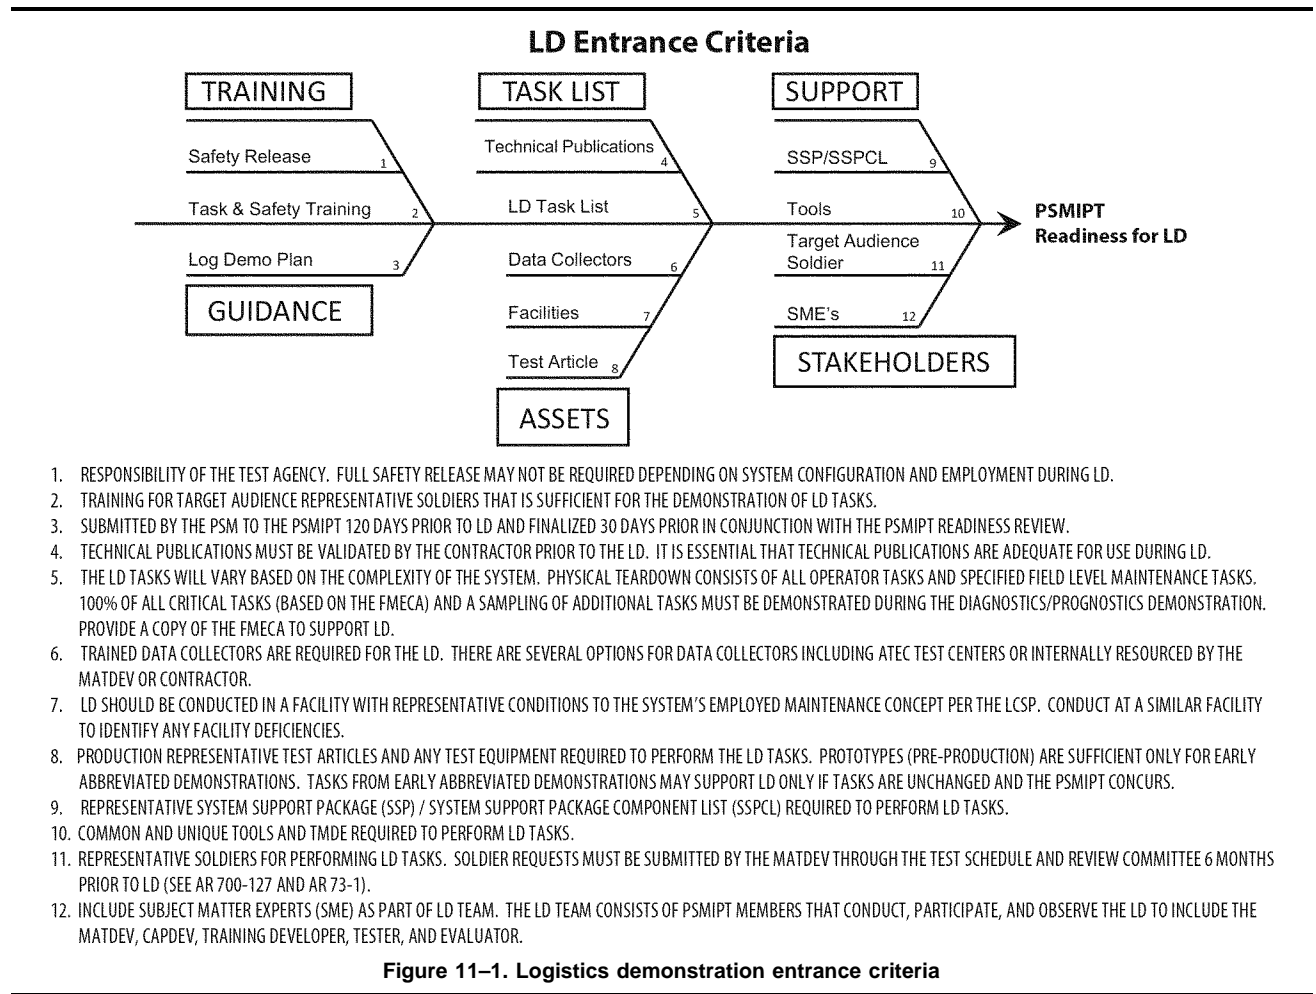 LD Entrance Criteria
TRAINING
TASK LIST
SUPPORT
Safety Release 1
Technical Publications 4
SSP/SSPCL 9
Task & Safety Training 2
LD Task List 5
Tools 10
PSMIPT
Readiness for LD
Log Demo Plan 3
Data Collectors 6
Target Audience
Soldier 11
GUIDANCE
Facilities 7
SME's 12
Test Article 8
STAKEHOLDERS
ASSETS
1. RESPONSIBILITY OF THE TEST AGENCY. FULL SAFETY RELEASE MAY NOT BE REQUIRED DEPENDING ON SYSTEM CONFIGURATION AND EMPLOYMENT DURING LD.
2. TRAINING FOR TARGET AUDIENCE REPRESENTATIVE SOLDIERS THAT IS SUFFICIENT FOR THE DEMONSTRATION OF LD TASKS.
3. SUBMITTED BY THE PSM TO THE PSMIPT 120 DAYS PRIOR TO LD AND FINALIZED 30 DAYS PRIOR IN CONJUNCTION WITH THE PSMIPT READINESS REVIEW.
4. TECHNICAL PUBLICATIONS MUST BE VALIDATED BY THE CONTRACTOR PRIOR TO THE LD. IT IS ESSENTIAL THAT TECHNICAL PUBLICATIONS ARE ADEQUATE FOR USE DURING LD.
5. THE LD TASKS WILL VARY BASED ON THE COMPLEXITY OF THE SYSTEM. PHYSICAL TEARDOWN CONSISTS OF ALL OPERATOR TASKS AND SPECIFIED FIELD LEVEL MAINTENANCE TASKS.
100% OF ALL CRITICAL TASKS (BASED ON THE FMECA) AND A SAMPLING OF ADDITIONAL TASKS MUST BE DEMONSTRATED DURING THE DIAGNOSTICS/PROGNOSTICS DEMONSTRATION.
PROVIDE A COPY OF THE FMECA TO SUPPORT LD.
6. TRAINED DATA COLLECTORS ARE REQUIRED FOR THE LD. THERE ARE SEVERAL OPTIONS FOR DATA COLLECTORS INCLUDING ATEC TEST CENTERS OR INTERNALLY RESOURCED BY THE
MATDEV OR CONTRACTOR.
7. LD SHOULD BE CONDUCTED IN A FACILITY WITH REPRESENTATIVE CONDITIONS TO THE SYSTEM'S EMPLOYED MAINTENANCE CONCEPT PER THE LCSP. CONDUCT AT A SIMILAR FACILITY
TO IDENTIFY ANY FACILITY DEFICIENCIES.
8. PRODUCTION REPRESENTATIVE TEST ARTICLES AND ANY TEST EQUIPMENT REQUIRED TO PERFORM THE LD TASKS. PROTOTYPES (PRE-PRODUCTION) ARE SUFFICIENT ONLY FOR EARLY
ABBREVIATED DEMONSTRATIONS. TASKS FROM EARLY ABBREVIATED DEMONSTRATIONS MAY SUPPORT LD ONLY IF TASKS ARE UNCHANGED AND THE PSMIPT CONCURS.
9. REPRESENTATIVE SYSTEM SUPPORT PACKAGE (SSP) / SYSTEM SUPPORT PACKAGE COMPONENT LIST (SSPCL) REQUIRED TO PERFORM LD TASKS.
10. COMMON AND UNIQUE TOOLS AND TMDE REQUIRED TO PERFORM LD TASKS.
11. REPRESENTATIVE SOLDIERS FOR PERFORMING LD TASKS. SOLDIER REQUESTS MUST BE SUBMITTED BY THE MATDEV THROUGH THE TEST SCHEDULE AND REVIEW COMMITTEE 6 MONTHS
PRIOR TO LD (SEE AR 700-127 AND AR 73-1).
12. INCLUDE SUBJECT MATTER EXPERTS (SME) AS PART OF LD TEAM. THE LD TEAM CONSISTS OF PSMIPT MEMBERS THAT CONDUCT, PARTICIPATE, AND OBSERVE THE LD TO INCLUDE THE
MATDEV, CAPDEV, TRAINING DEVELOPER, TESTER, AND EVALUATOR.
Figure 11–1. Logistics demonstration entrance criteria